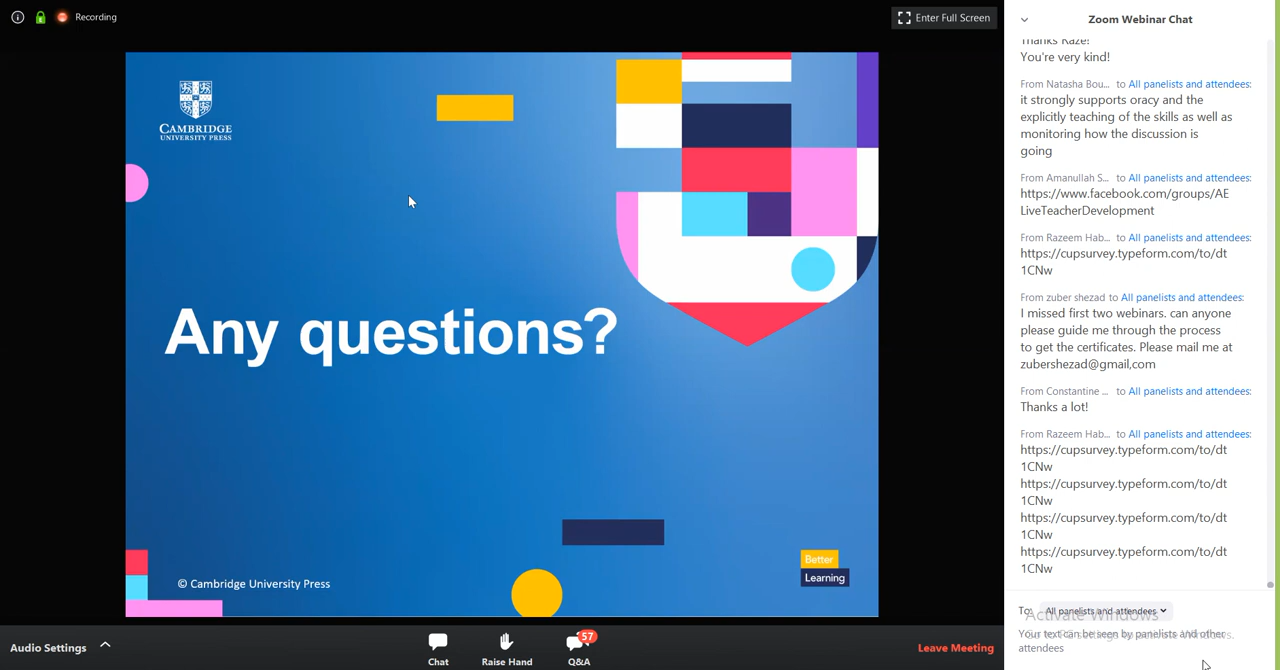 Recording
Enter Full Screen
CAMBRIDGE
UNIVERSITY PRESS
Any questions?
© Cambridge University Press
Better
Learning
Audio Settings
Chat
Raise Hand
57
Q&A
Leave Meeting
Zoom Webinar Chat
Thanks Raze!
You're very kind!
From Natasha Bou... to All panelists and attendees:
it strongly supports oracy and the
explicitly teaching of the skills as well as
monitoring how the discussion is
going
From Amanullah S... to All panelists and attendees:
https://www.facebook.com/groups/AE
LiveTeacherDevelopment
From Razeem Hab... to All panelists and attendees:
https://cupsurvey.typeform.com/to/dt
1CNw
From zuber shezad to All panelists and attendees:
I missed first two webinars. can anyone
please guide me through the process
to get the certificates. Please mail me at
zubershezad@gmail,com
From Constantine ... to All panelists and attendees:
Thanks a lot!
From Razeem Hab... to All panelists and attendees:
https://cupsurvey.typeform.com/to/dt
1CNw
https://cupsurvey.typeform.com/to/dt
1CNw
https://cupsurvey.typeform.com/to/dt
1CNw
https://cupsurvey.typeform.com/to/dt
1CNw
To: All panelists and attendees
Activate Windows
Your text can be seen by panelists and other
attendees